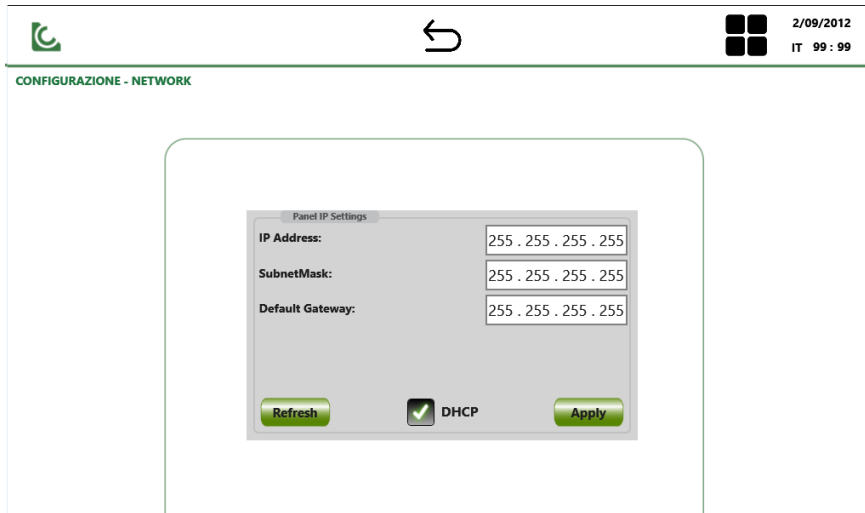 2/09/2012
IT 99 : 99
CONFIGURAZIONE - NETWORK
Panel IP Settings
IP Address:
255 . 255 . 255 . 255
SubnetMask:
255 . 255 . 255 . 255
Default Gateway:
255 . 255 . 255 . 255
Refresh
DHCP
Apply